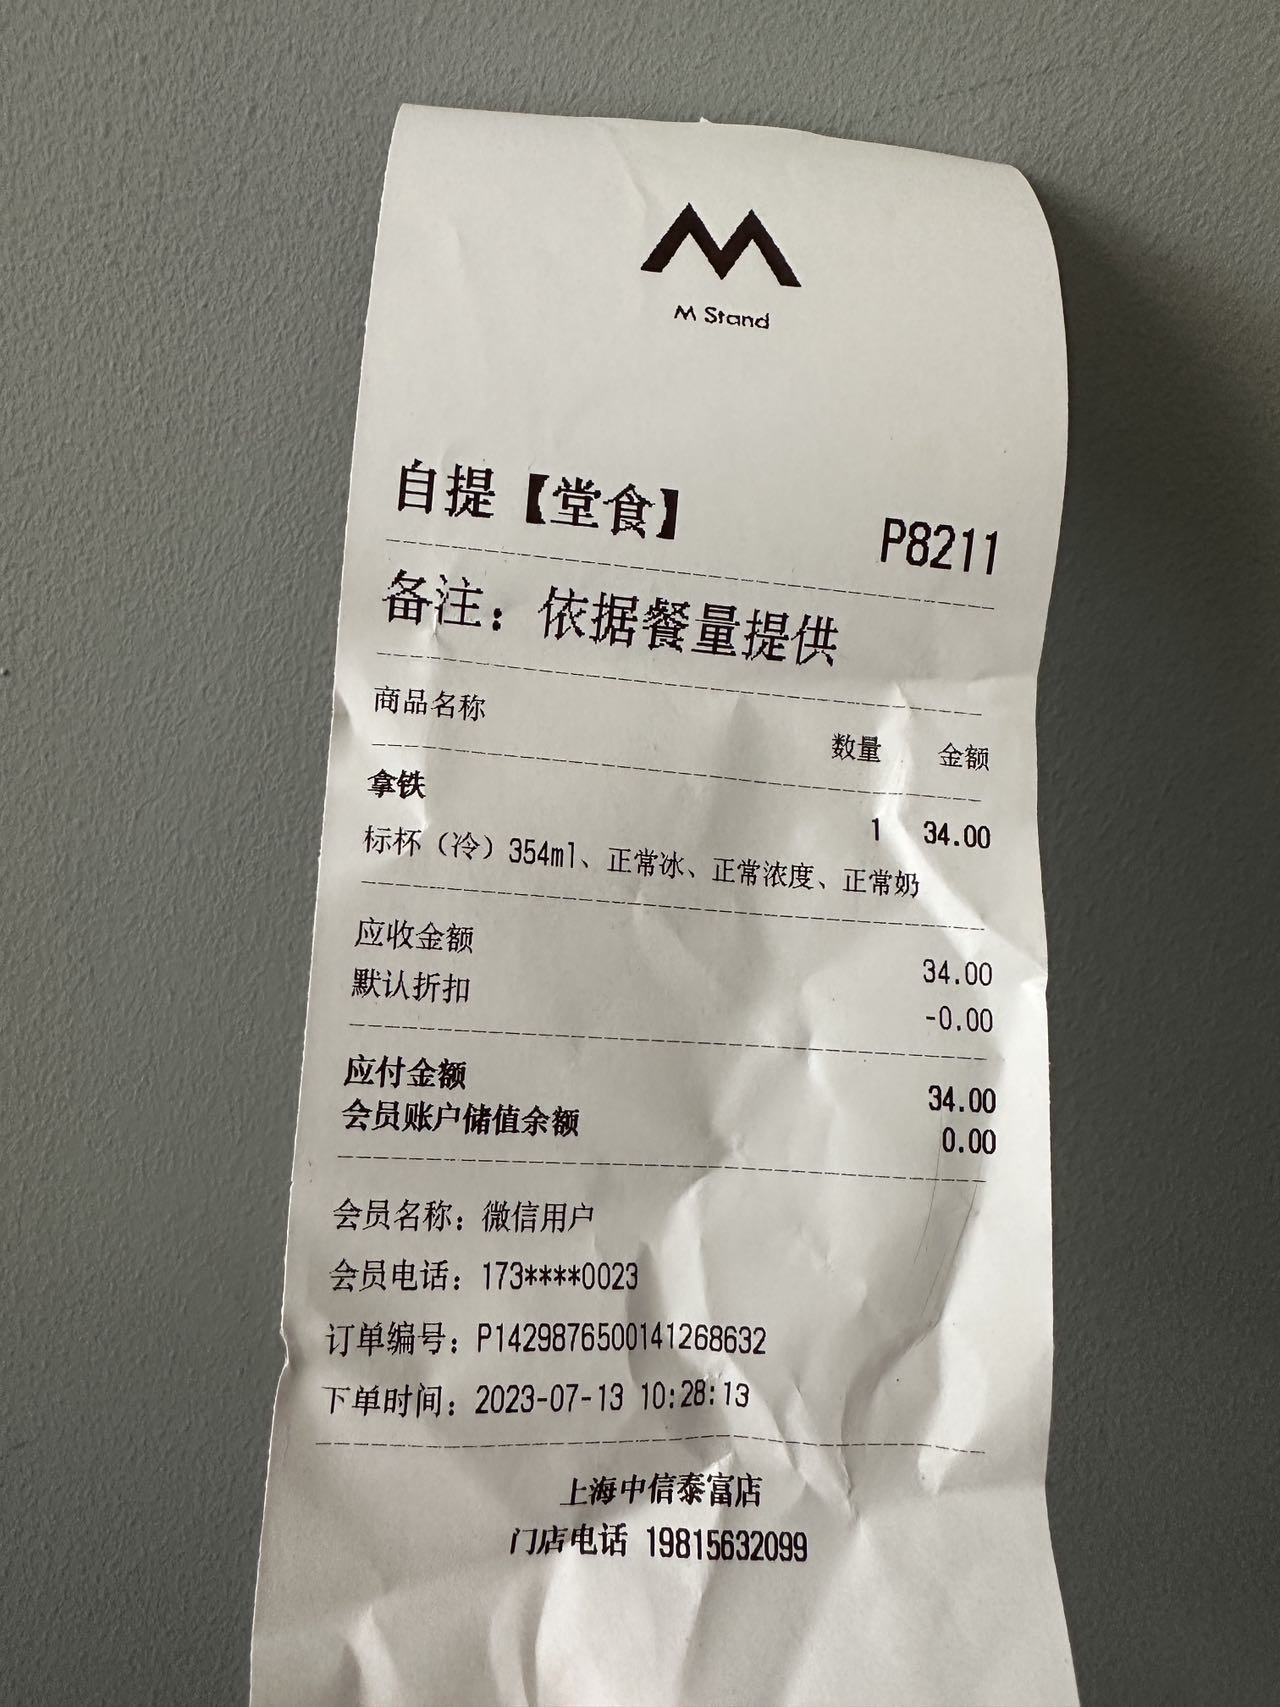 M Stand
自提【堂食】 P8211
备注：依据餐量提供
商品名称 数量 金额
拿铁 1 34.00
标杯（冷）354ml、正常冰、正常浓度、正常奶
应收金额 34.00
默认折扣 -0.00
应付金额 34.00
会员账户储值余额 0.00
会员名称：微信用户
会员电话：173****0023
订单编号：P1429876500141268632
下单时间：2023-07-13 10:28:13
上海中信泰富店
门店电话 19815632099